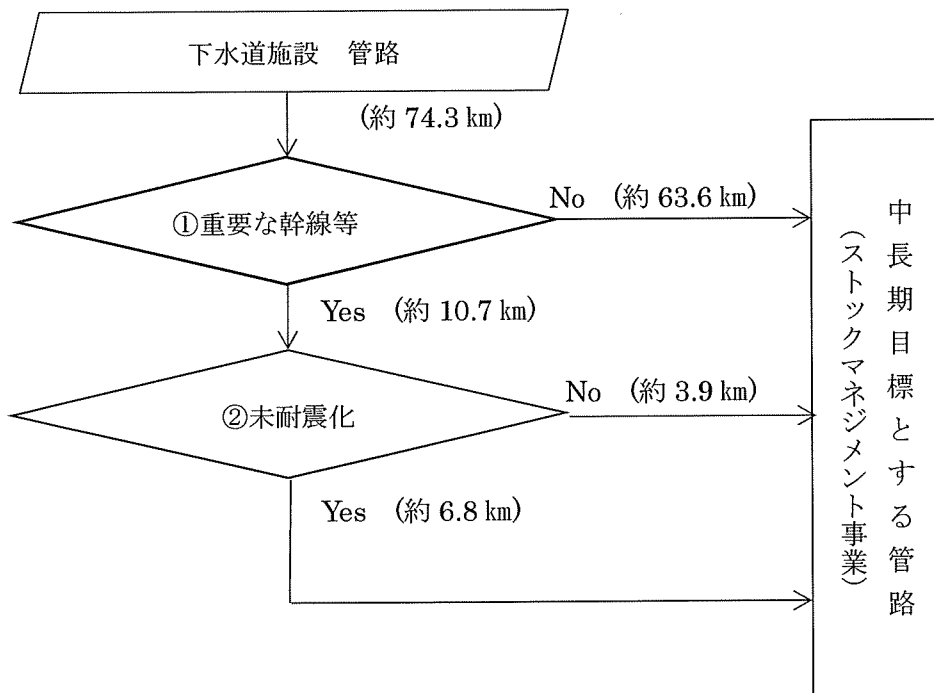 下水道施設　管路
(約 74.3 ㎞)
①重要な幹線等
No　(約 63.6 ㎞)
Yes　(約 10.7 ㎞)
②未耐震化
No　(約 3.9 ㎞)
Yes　(約 6.8 ㎞)
中長期目標とする管路
(ストックマネジメント事業)